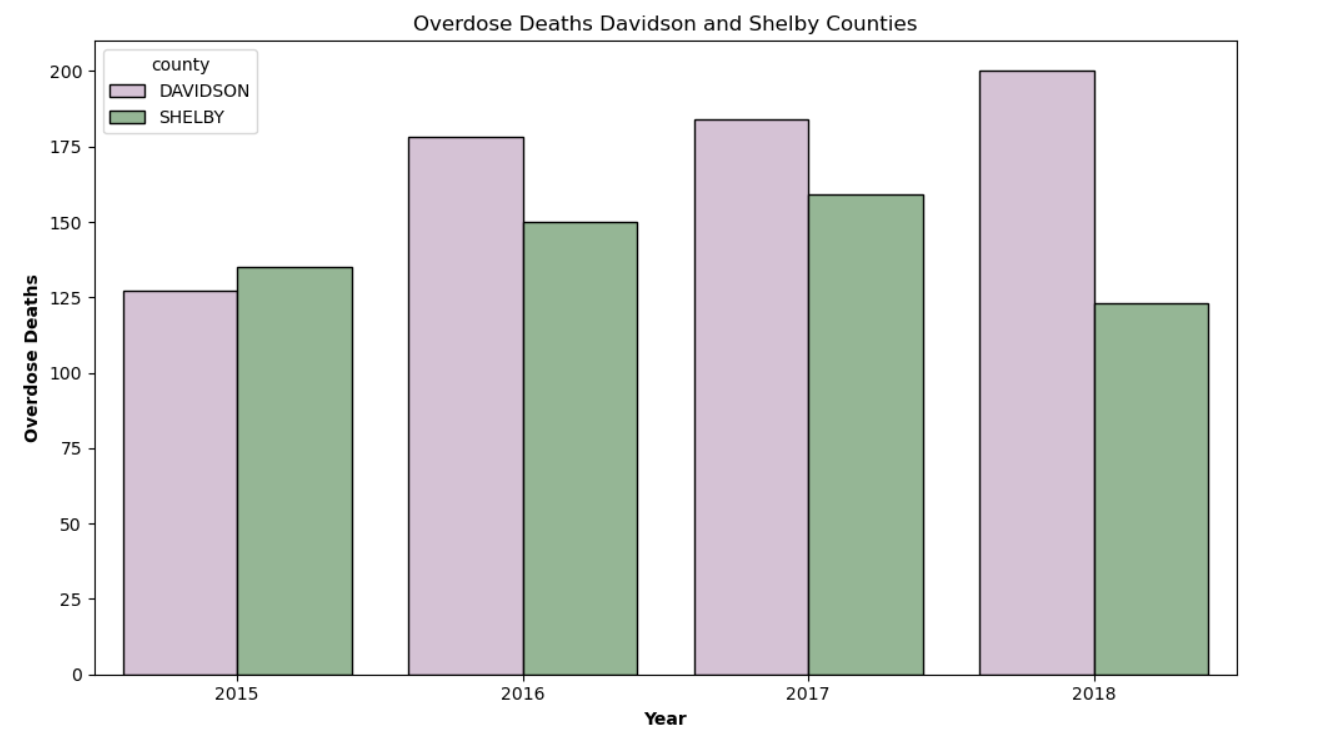 Overdose Deaths Davidson and Shelby Counties
county
DAVIDSON
SHELBY
200
175
150
125
100
75
50
25
0
Overdose Deaths
2015 2016 2017 2018
Year